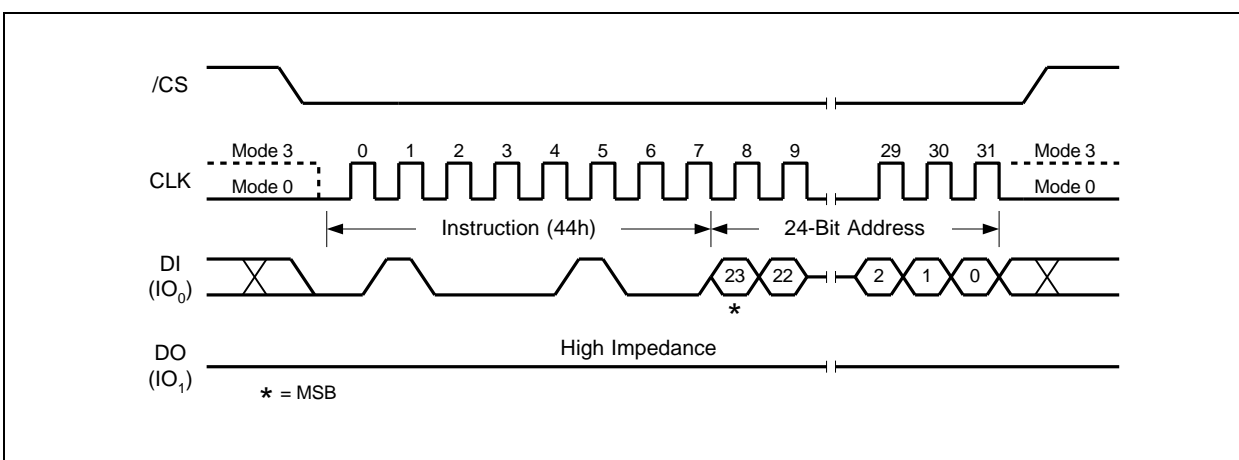 /CS
Mode 3 0 1 2 3 4 5 6 7 8 9 29 30 31 Mode 3
CLK Mode 0 Mode 0
Instruction (44h) 24-Bit Address
DI
(IO0) 23 22 2 1 0
*
High Impedance
DO
(IO1)
* = MSB